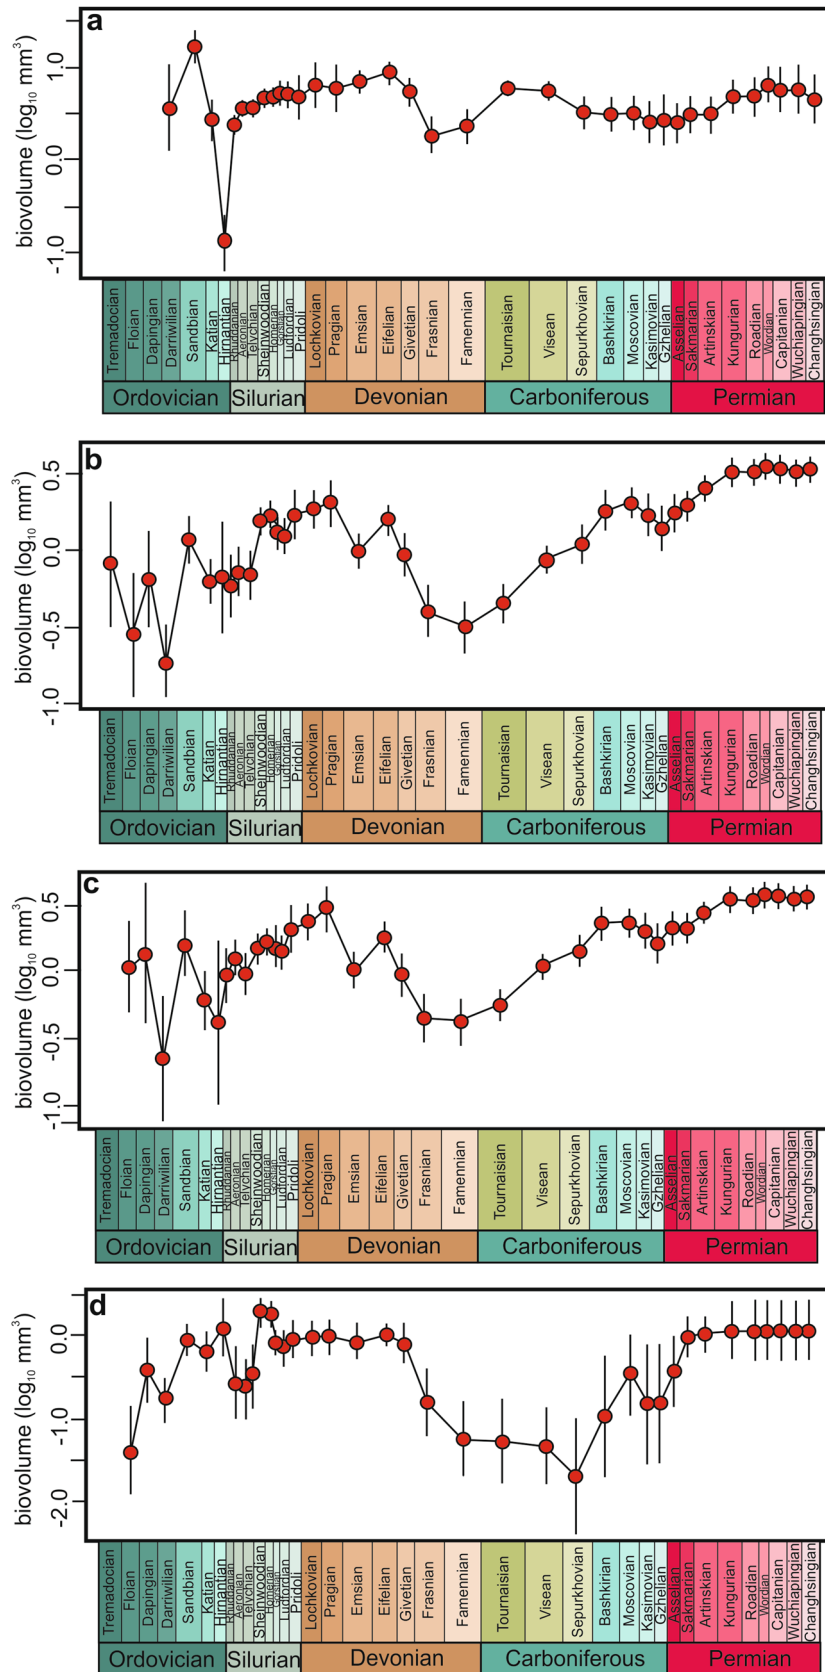 a
biovolume (log10 mm3)
1.0
0.0
-1.0
Tremadocian Floian Dapingian Darriwilian Sandbian Katian Hirnantian Rhuddanian Aeronian Telychian Sheinwoodian Homerian Gorstian Ludfordian Pridoli Lochkovian Pragian Emsian Eifelian Givetian Frasnian Famennian Tournaisian Visean Sepurkhovian Bashkirian Moscovian Kasimovian Gzhelian Asselian Sakmarian Artinskian Kungurian Roadian Wordian Capitanian Wuchiapingian Changhsingian
Ordovician Silurian Devonian Carboniferous Permian
b
biovolume (log10 mm3)
0.5
0.0
-0.5
-1.0
Tremadocian Floian Dapingian Darriwilian Sandbian Katian Hirnantian Rhuddanian Aeronian Telychian Sheinwoodian Homerian Gorstian Ludfordian Pridoli Lochkovian Pragian Emsian Eifelian Givetian Frasnian Famennian Tournaisian Visean Sepurkhovian Bashkirian Moscovian Kasimovian Gzhelian Asselian Sakmarian Artinskian Kungurian Roadian Wordian Capitanian Wuchiapingian Changhsingian
Ordovician Silurian Devonian Carboniferous Permian
c
biovolume (log10 mm3)
0.5
0.0
-0.5
-1.0
Tremadocian Floian Dapingian Darriwilian Sandbian Katian Hirnantian Rhuddanian Aeronian Telychian Sheinwoodian Homerian Gorstian Ludfordian Pridoli Lochkovian Pragian Emsian Eifelian Givetian Frasnian Famennian Tournaisian Visean Sepurkhovian Bashkirian Moscovian Kasimovian Gzhelian Asselian Sakmarian Artinskian Kungurian Roadian Wordian Capitanian Wuchiapingian Changhsingian
Ordovician Silurian Devonian Carboniferous Permian
d
biovolume (log10 mm3)
0.0
-1.0
-2.0
Tremadocian Floian Dapingian Darriwilian Sandbian Katian Hirnantian Rhuddanian Aeronian Telychian Sheinwoodian Homerian Gorstian Ludfordian Pridoli Lochkovian Pragian Emsian Eifelian Givetian Frasnian Famennian Tournaisian Visean Sepurkhovian Bashkirian Moscovian Kasimovian Gzhelian Asselian Sakmarian Artinskian Kungurian Roadian Wordian Capitanian Wuchiapingian Changhsingian
Ordovician Silurian Devonian Carboniferous Permian